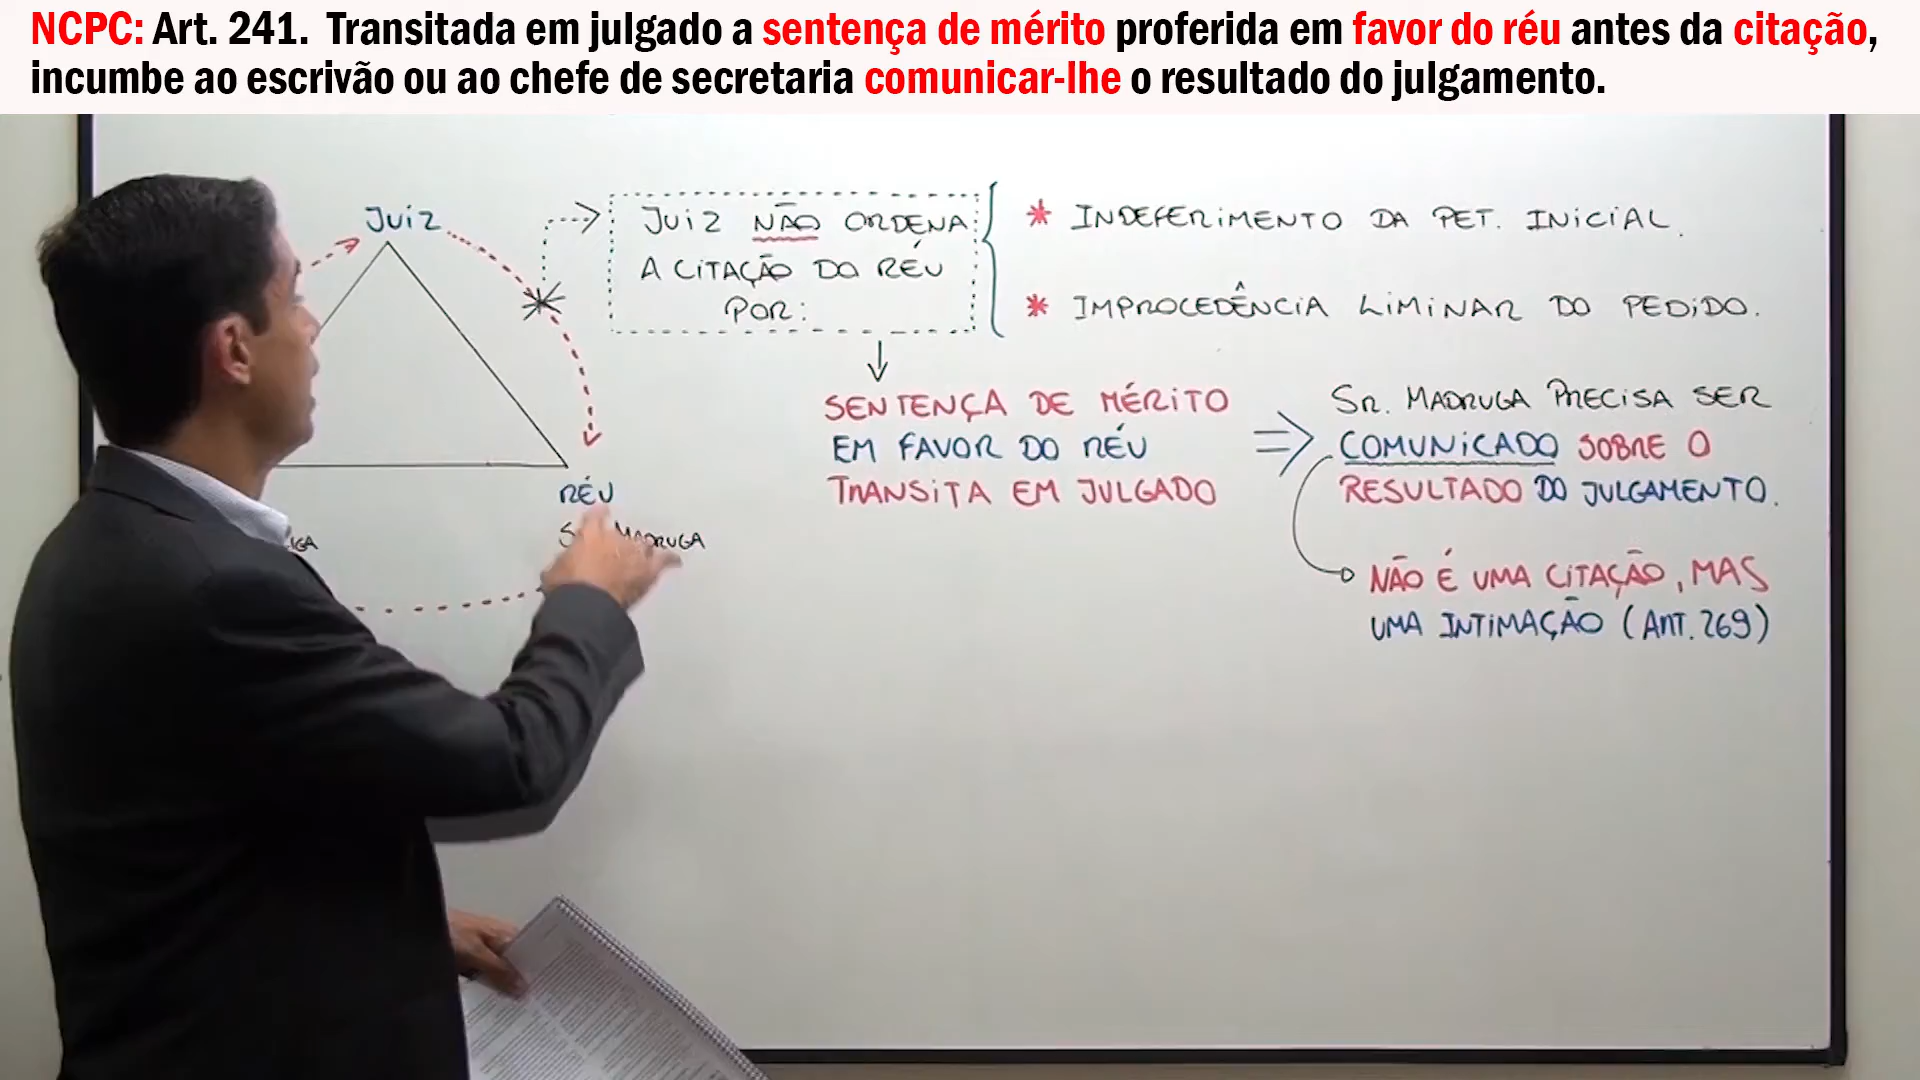 NCPC: Art. 241. Transitada em julgado a sentença de mérito proferida em favor do réu antes da citação,
incumbe ao escrivão ou ao chefe de secretaria comunicar-lhe o resultado do julgamento.
JUIZ
JUIZ NÃO ORDENA
A CITAÇÃO DO RÉU
POR:
* INDEFERIMENTO DA PET. INICIAL.
* IMPROCEDÊNCIA LIMINAR DO PEDIDO.
SENTENÇA DE MÉRITO
EM FAVOR DO RÉU
TRANSITA EM JULGADO
SR. MADRUGA PRECISA SER
COMUNICADO SOBRE O
RESULTADO DO JULGAMENTO.
NÃO É UMA CITAÇÃO, MAS
UMA INTIMAÇÃO (ART. 269)
RÉU
MADRUGA